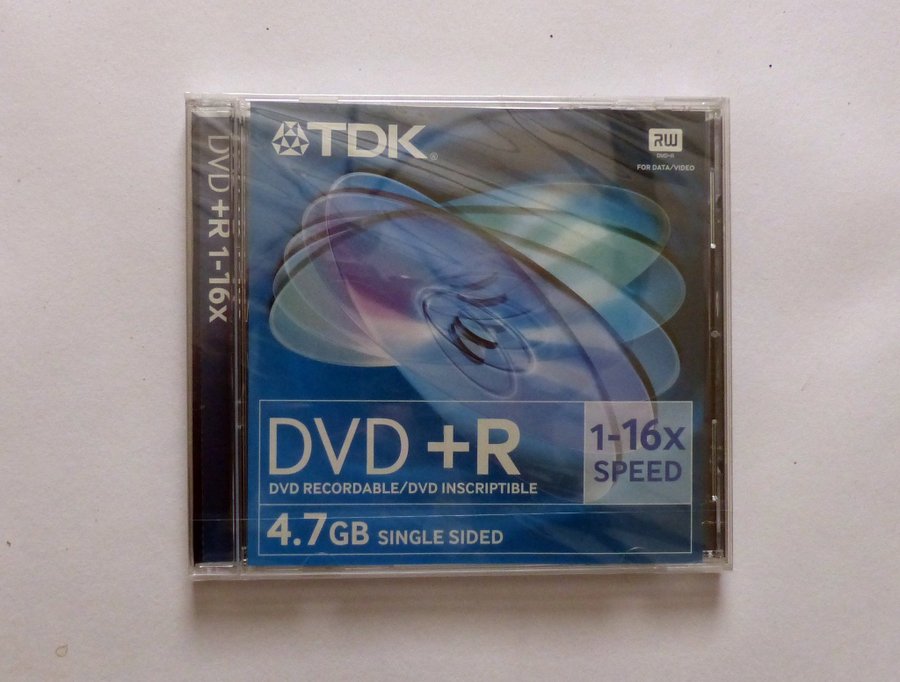 TDK®
RW
DVD+R
FOR DATA/VIDEO
DVD+R 1-16x
DVD +R
DVD RECORDABLE/DVD INSCRIPTIBLE
1-16x
SPEED
4.7GB SINGLE SIDED